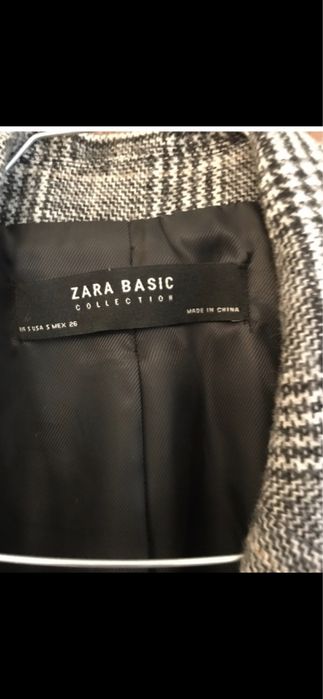 ZARA BASIC
COLLECTION
S USA S MEX 26
MADE IN CHINA